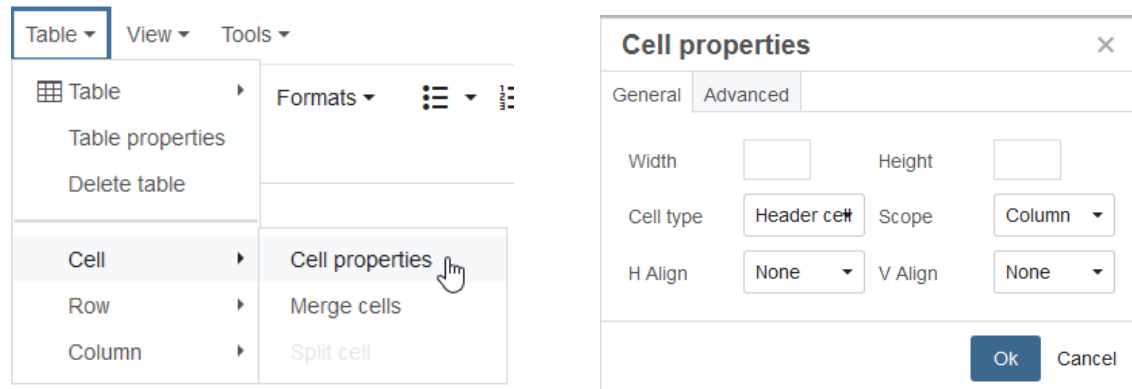 Table View Tools
Table
Formats
Table properties
Delete table
Cell
Cell properties
Row
Merge cells
Column
Split cell
Cell properties ×
General Advanced
Width Height
Cell type Header cell Scope Column
H Align None V Align None
Ok Cancel